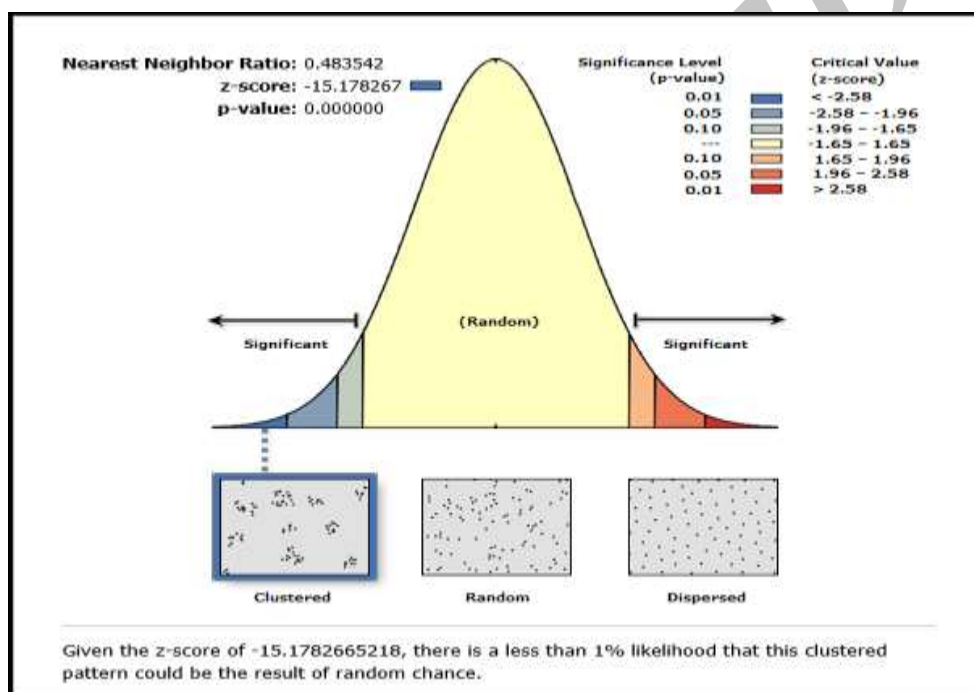 Nearest Neighbor Ratio: 0.483542
z-score: -15.178267
p-value: 0.000000
Significance Level
(p-value)
Critical Value
(z-score)
0.01 < -2.58
0.05 -2.58 – -1.96
0.10 -1.96 – -1.65
--- -1.65 – 1.65
0.10 1.65 – 1.96
0.05 1.96 – 2.58
0.01 > 2.58
(Random)
Significant
Significant
Clustered
Random
Dispersed
Given the z-score of -15.1782665218, there is a less than 1% likelihood that this clustered
pattern could be the result of random chance.